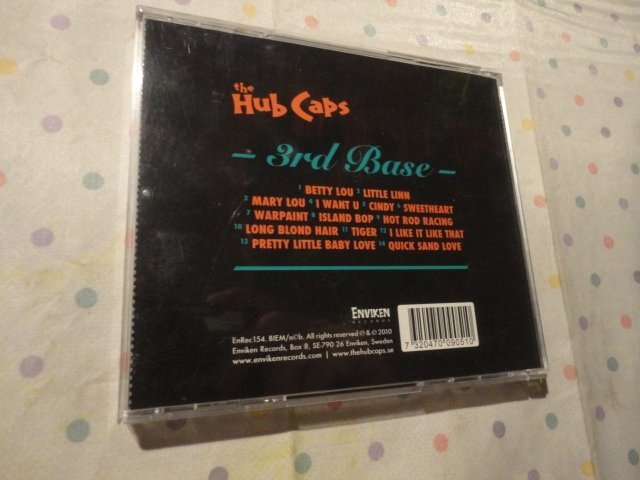 the
Hub Caps
- 3rd Base -
1 BETTY LOU 2 LITTLE LINN
3 MARY LOU 4 I WANT U 5 CINDY 6 SWEETHEART
7 WARPAINT 8 ISLAND BOP 9 HOT ROD RACING
10 LONG BLOND HAIR 11 TIGER 12 I LIKE IT LIKE THAT
13 PRETTY LITTLE BABY LOVE 14 QUICK SAND LOVE
ENVIKEN
RECORDS
EnRec154. BIEM/n©b. All rights reserved ℗ & © 2010
Enviken Records, Box 8, SE-790 26 Enviken, Sweden
www.envikenrecords.com | www.thehubcaps.se
7 320470 090510